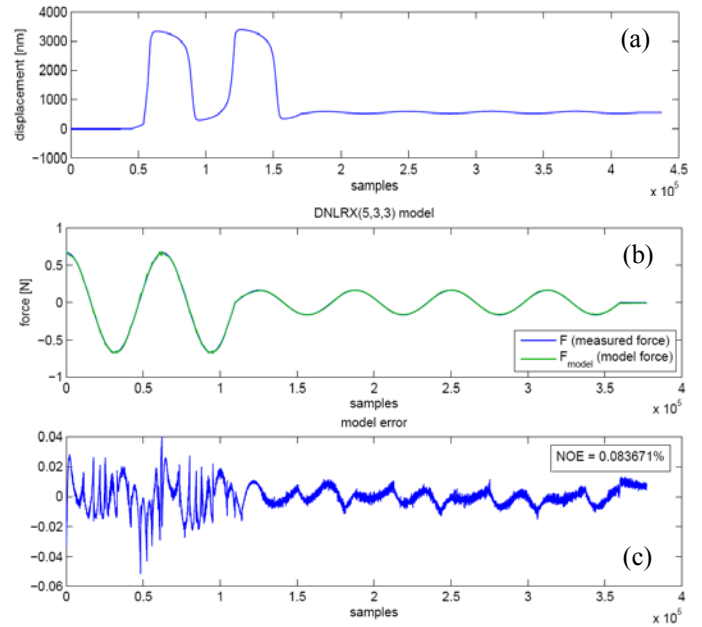 4000
3000
2000
1000
0
−1000
displacement [nm]
(a)
0 0.5 1 1.5 2 2.5 3 3.5 4 4.5
samples
x 10^5
DNLRX(5,3,3) model
1
0.5
0
−0.5
−1
force [N]
(b)
F (measured force)
F_model (model force)
0 0.5 1 1.5 2 2.5 3 3.5 4
samples
x 10^5
model error
0.04
0.02
0
−0.02
−0.04
−0.06
NOE = 0.083671%
(c)
0 0.5 1 1.5 2 2.5 3 3.5 4
samples
x 10^5